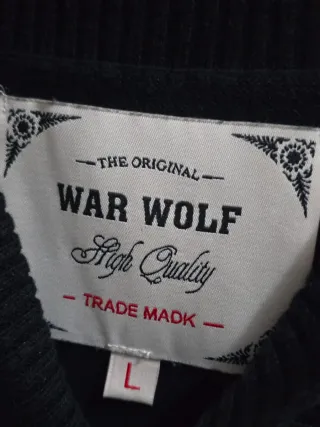 — THE ORIGINAL —
WAR WOLF
High Quality
— TRADE MADK —
L